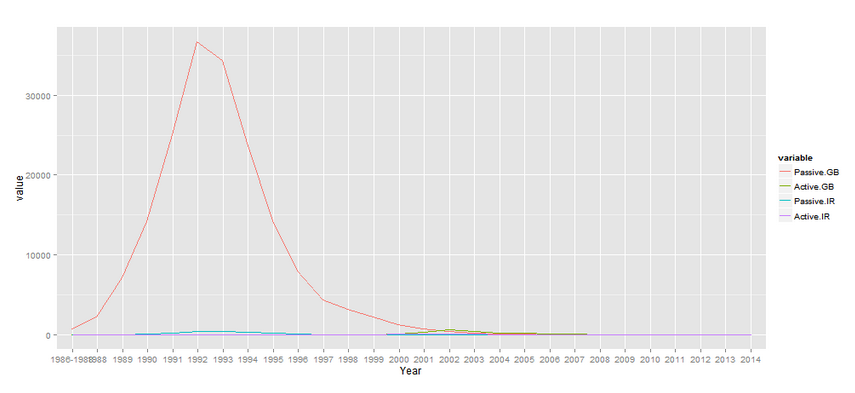 30000
20000
10000
0
value
1988 1989 1990 1991 1992 1993 1994 1995 1996 1997 1998 1999 2000 2001 2002 2003 2004 2005 2006 2007 2008 2009 2010 2011 2012 2013 2014
Year
variable
Passive.GB
Active.GB
Passive.IR
Active.IR